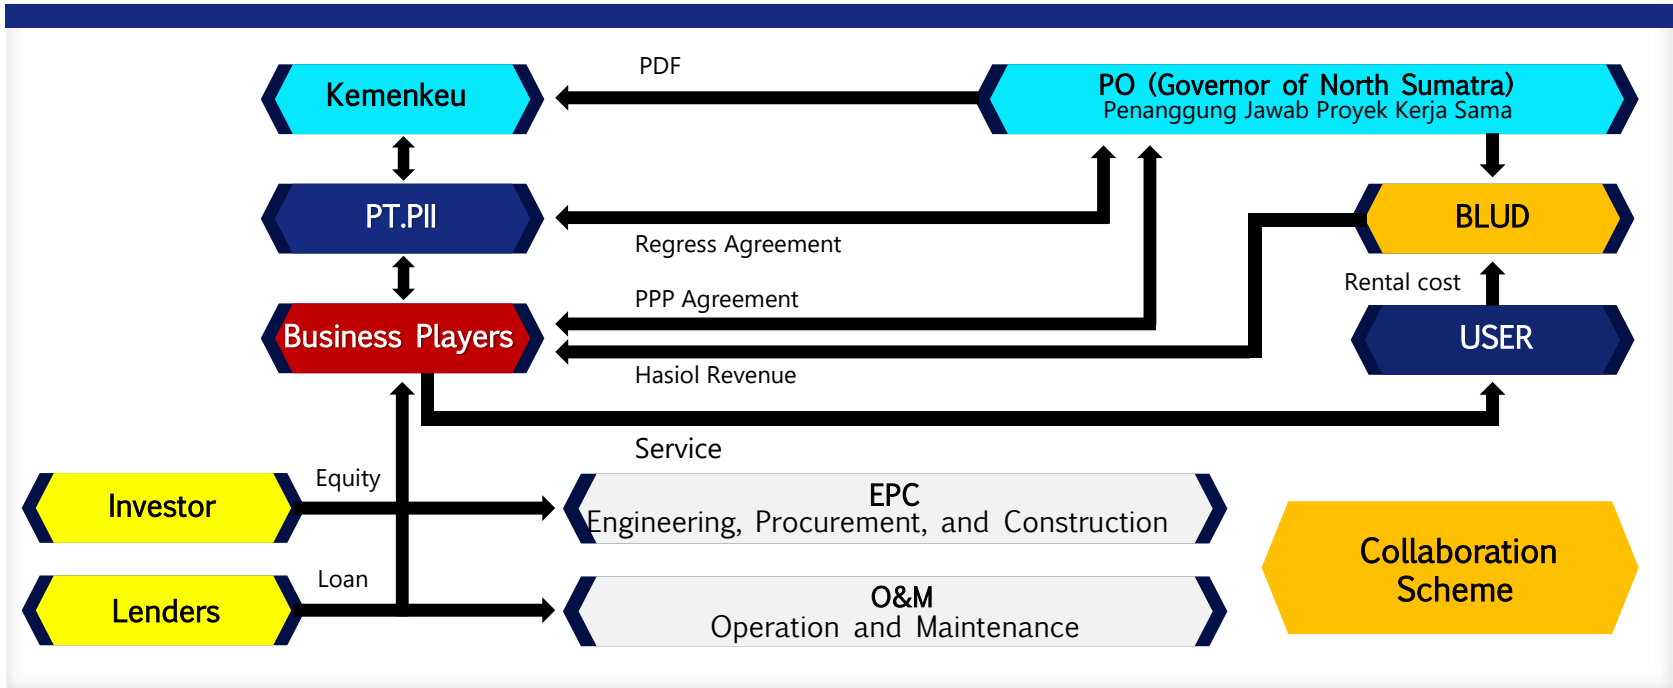 PDF
Kemenkeu
PO (Governor of North Sumatra)
Penanggung Jawab Proyek Kerja Sama
PT.PII
BLUD
Regress Agreement
Rental cost
PPP Agreement
Business Players
USER
Hasiol Revenue
Service
Equity
Investor
EPC
Engineering, Procurement, and Construction
Collaboration
Scheme
Loan
Lenders
O&M
Operation and Maintenance